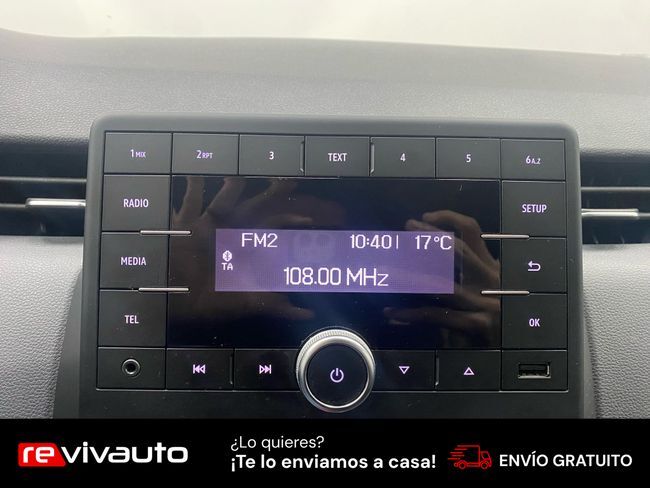 1 MIX 2 RPT 3 TEXT 4 5 6 A.Z
RADIO SETUP
FM2 10:40 17°C
MEDIA TA
108.00 MHz
TEL OK
revivauto
¿Lo quieres?
¡Te lo enviamos a casa!
ENVÍO GRATUITO